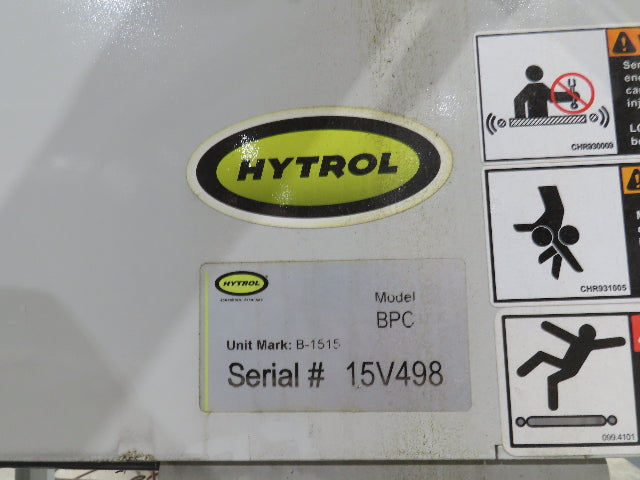 HYTROL
HYTROL
Model
BPC
Unit Mark: B-1515
Serial # 15V498
CHR930009
CHR931005
099.4101